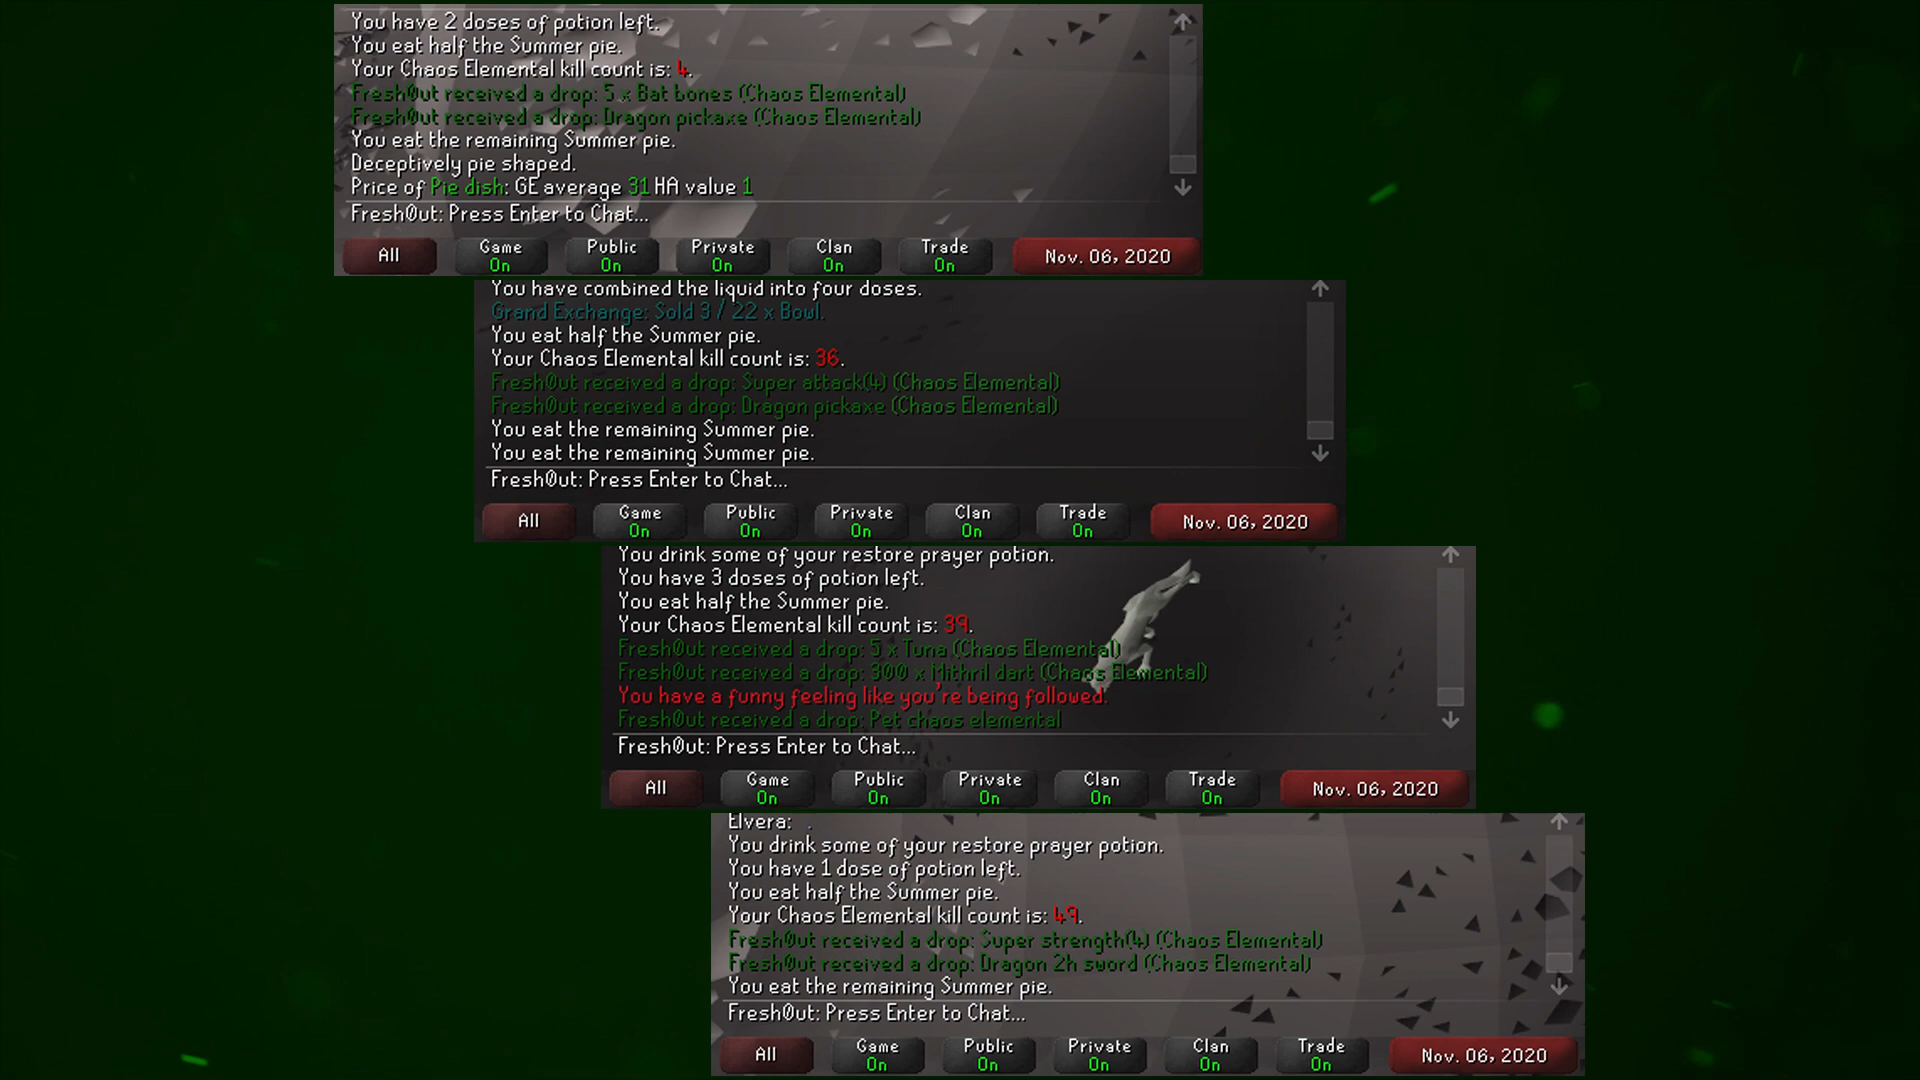 You have 2 doses of potion left.
You eat half the Summer pie.
Your Chaos Elemental kill count is: 4.
Fresh0ut received a drop: 5 x Bat bones (Chaos Elemental)
Fresh0ut received a drop: Dragon pickaxe (Chaos Elemental)
You eat the remaining Summer pie.
Deceptively pie shaped.
Price of Pie dish: GE average 31 HA value 1
Fresh0ut: Press Enter to Chat...
All Game On Public On Private On Clan On Trade On Nov. 06, 2020
You have combined the liquid into four doses.
Grand Exchange: Sold 3 / 22 x Bowl.
You eat half the Summer pie.
Your Chaos Elemental kill count is: 36.
Fresh0ut received a drop: Super attack(4) (Chaos Elemental)
Fresh0ut received a drop: Dragon pickaxe (Chaos Elemental)
You eat the remaining Summer pie.
You eat the remaining Summer pie.
Fresh0ut: Press Enter to Chat...
All Game On Public On Private On Clan On Trade On Nov. 06, 2020
You drink some of your restore prayer potion.
You have 3 doses of potion left.
You eat half the Summer pie.
Your Chaos Elemental kill count is: 39.
Fresh0ut received a drop: 5 x Tuna (Chaos Elemental)
Fresh0ut received a drop: 300 x Mithril dart (Chaos Elemental)
You have a funny feeling like you're being followed.
Fresh0ut received a drop: Pet chaos elemental
Fresh0ut: Press Enter to Chat...
All Game On Public On Private On Clan On Trade On Nov. 06, 2020
Elvera: .
You drink some of your restore prayer potion.
You have 1 dose of potion left.
You eat half the Summer pie.
Your Chaos Elemental kill count is: 49.
Fresh0ut received a drop: Super strength(4) (Chaos Elemental)
Fresh0ut received a drop: Dragon 2h sword (Chaos Elemental)
You eat the remaining Summer pie.
Fresh0ut: Press Enter to Chat...
All Game On Public On Private On Clan On Trade On Nov. 06, 2020